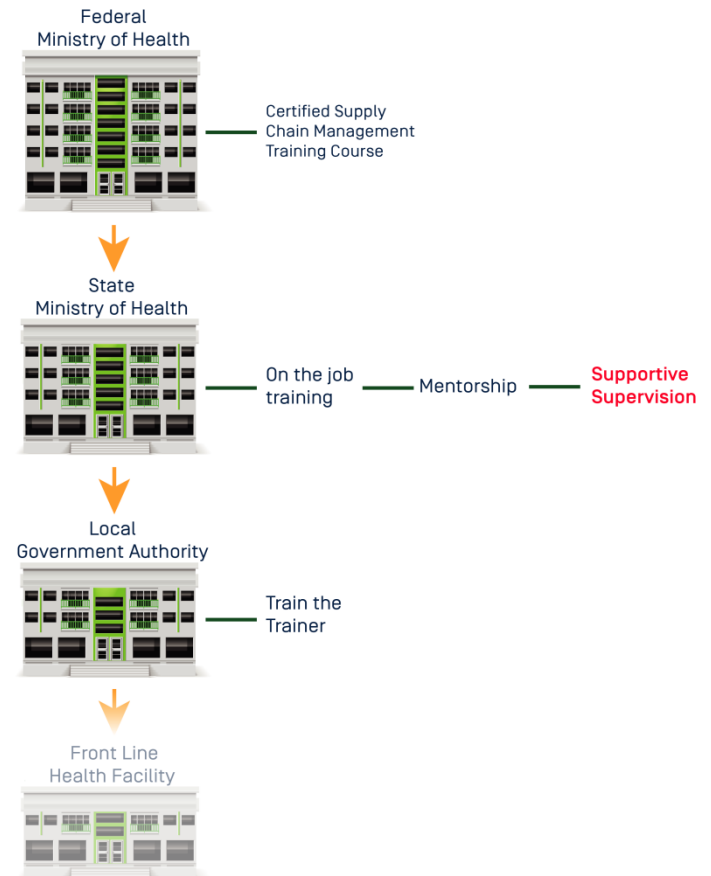 Federal
Ministry of Health
Certified Supply
Chain Management
Training Course
State
Ministry of Health
On the job
training
Mentorship
Supportive
Supervision
Local
Government Authority
Train the
Trainer
Front Line
Health Facility